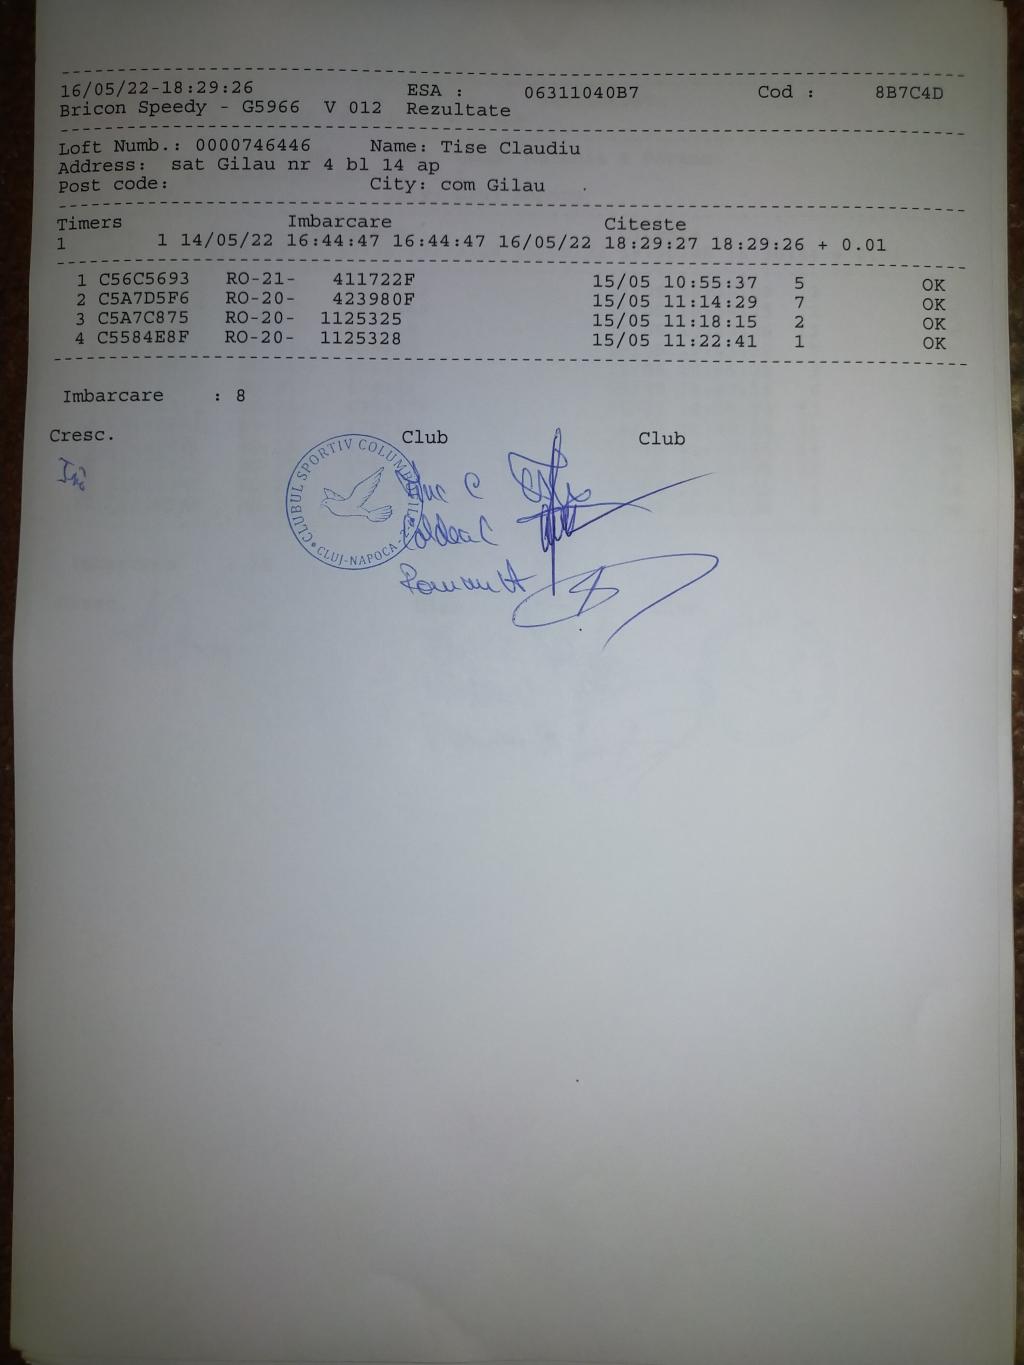 16/05/22-18:29:26 ESA : 06311040B7 Cod : 8B7C4D
Bricon Speedy - G5966 V 012 Rezultate
Loft Numb.: 0000746446 Name: Tise Claudiu
Address: sat Gilau nr 4 bl 14 ap
Post code: City: com Gilau
Timers Imbarcare Citeste
1 1 14/05/22 16:44:47 16:44:47 16/05/22 18:29:27 18:29:26 + 0.01
1 C56C5693 RO-21- 411722F 15/05 10:55:37 5 OK
2 C5A7D5F6 RO-20- 423980F 15/05 11:14:29 7 OK
3 C5A7C875 RO-20- 1125325 15/05 11:18:15 2 OK
4 C5584E8F RO-20- 1125328 15/05 11:22:41 1 OK
Imbarcare : 8
Cresc. Club Club
CLUBUL SPORTIV
CLUJ-NAPOCA